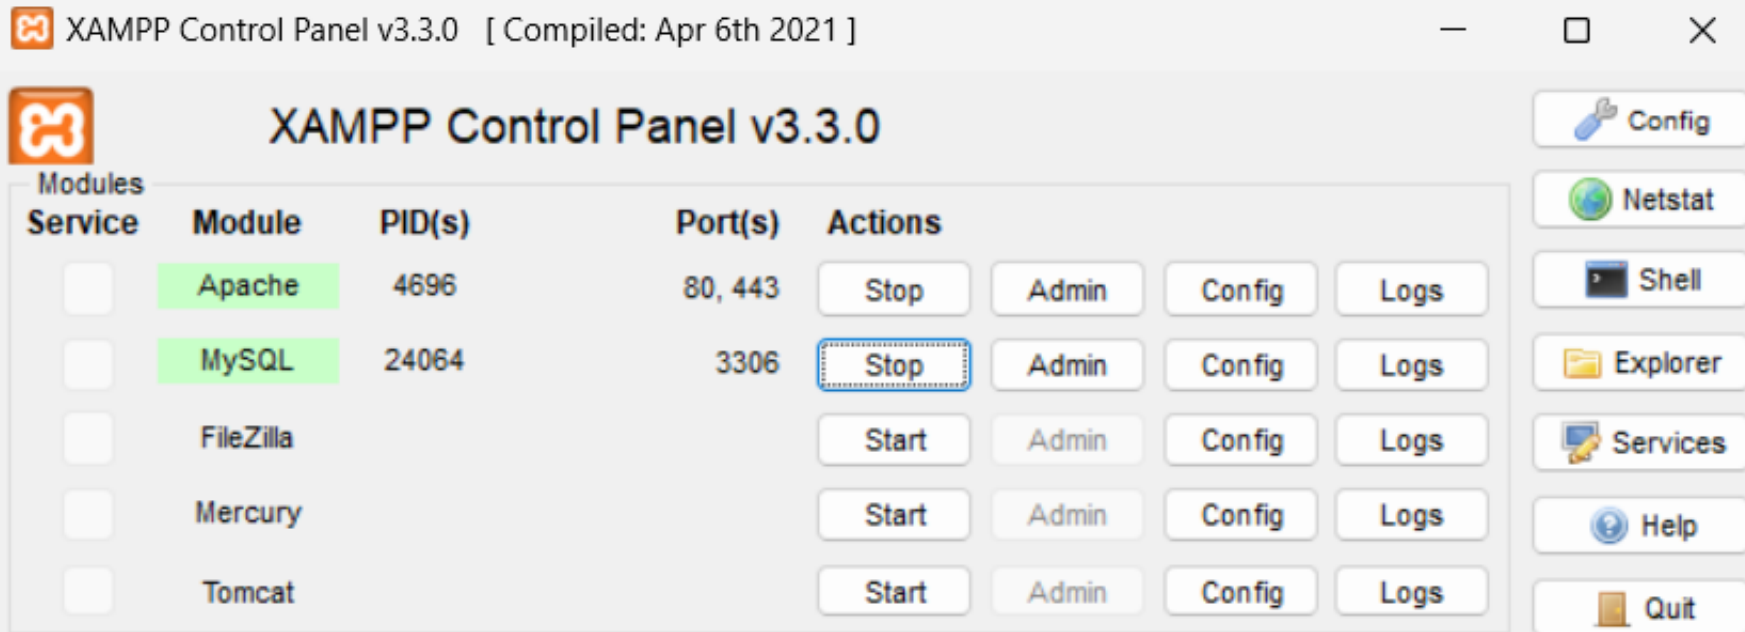 XAMPP Control Panel v3.3.0 [ Compiled: Apr 6th 2021 ]
XAMPP Control Panel v3.3.0
Config
Modules
Netstat
Service Module PID(s) Port(s) Actions
Apache 4696 80, 443 Stop Admin Config Logs
Shell
MySQL 24064 3306 Stop Admin Config Logs
Explorer
FileZilla Start Admin Config Logs
Services
Mercury Start Admin Config Logs
Help
Tomcat Start Admin Config Logs
Quit